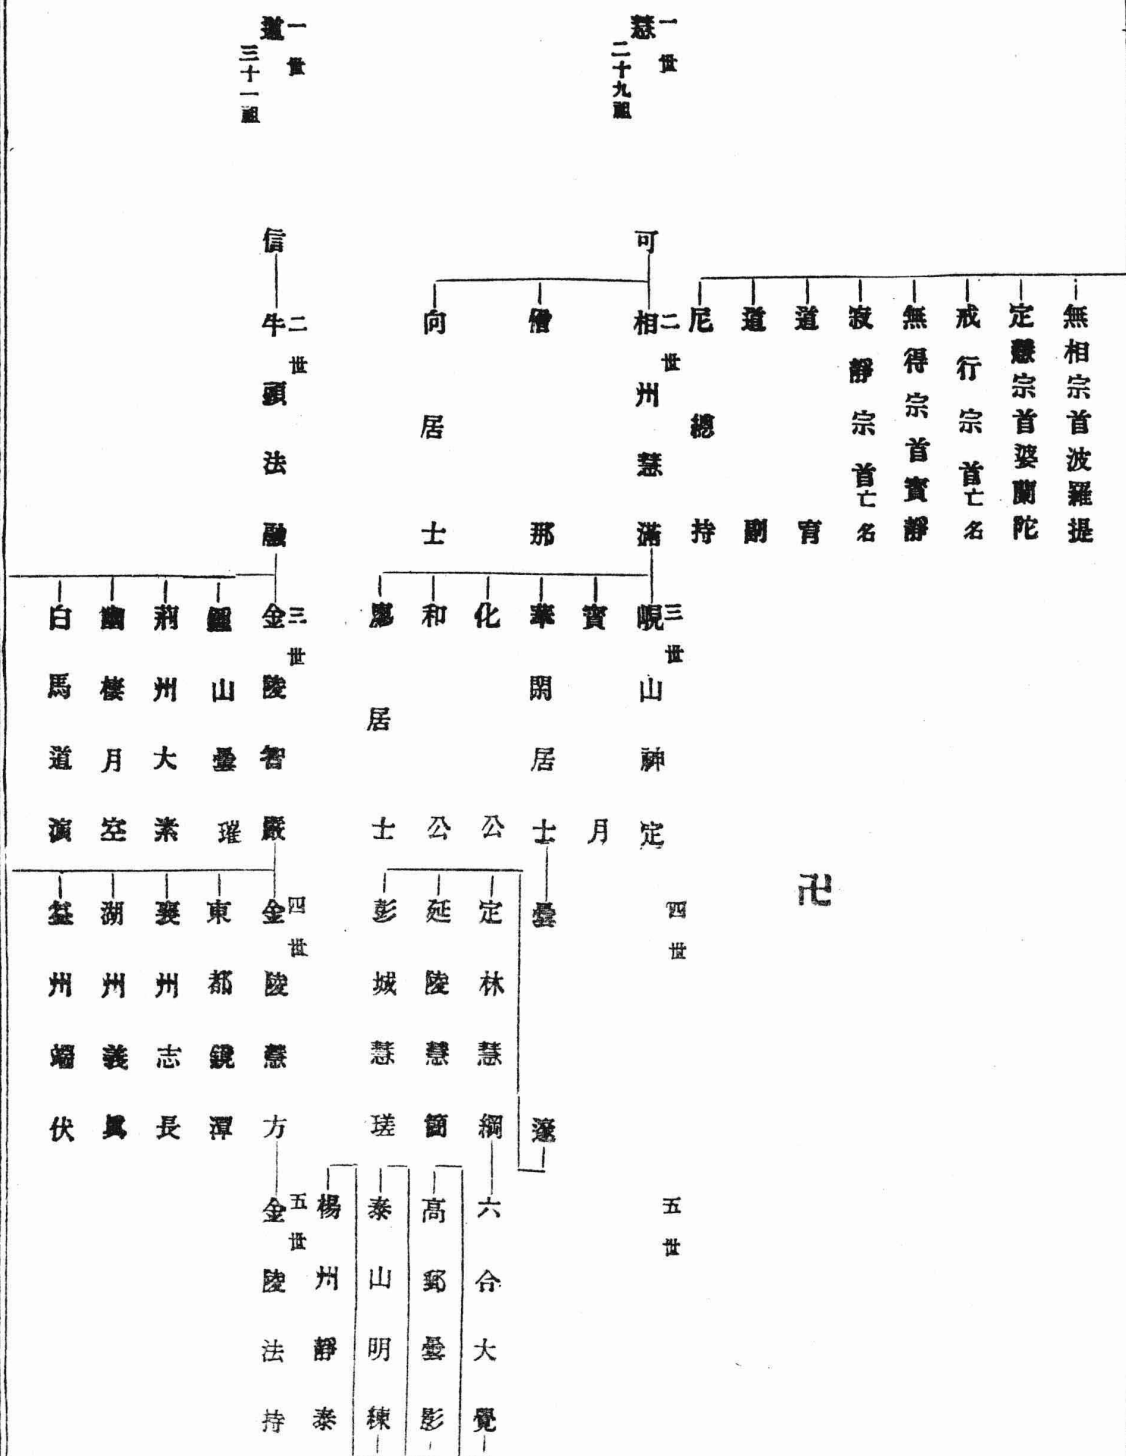 無相宗首波羅提
定慧宗首婆蘭陀
戒行宗首亡名
無得宗首寶靜
寂靜宗首亡名
道育
道副
尼總持
一世
慧可
二十九祖
二世
相州慧滿
僧那
向居士
三世
峴山神定
寶月
華閑居士
化公
和公
廖居士
四世
曇邃
定林慧綱
延陵慧簡
彭城慧瑳
五世
六合大覺
高郵曇影
泰山明練
楊州靜泰
一世
道信
三十一祖
二世
牛頭法融
三世
金陵智巖
山曇璀
荊州大素
幽棲月空
白馬道演
四世
金陵慧方
東都鏡潭
襄州志長
湖州義真
益州端伏
五世
金陵法持
卍